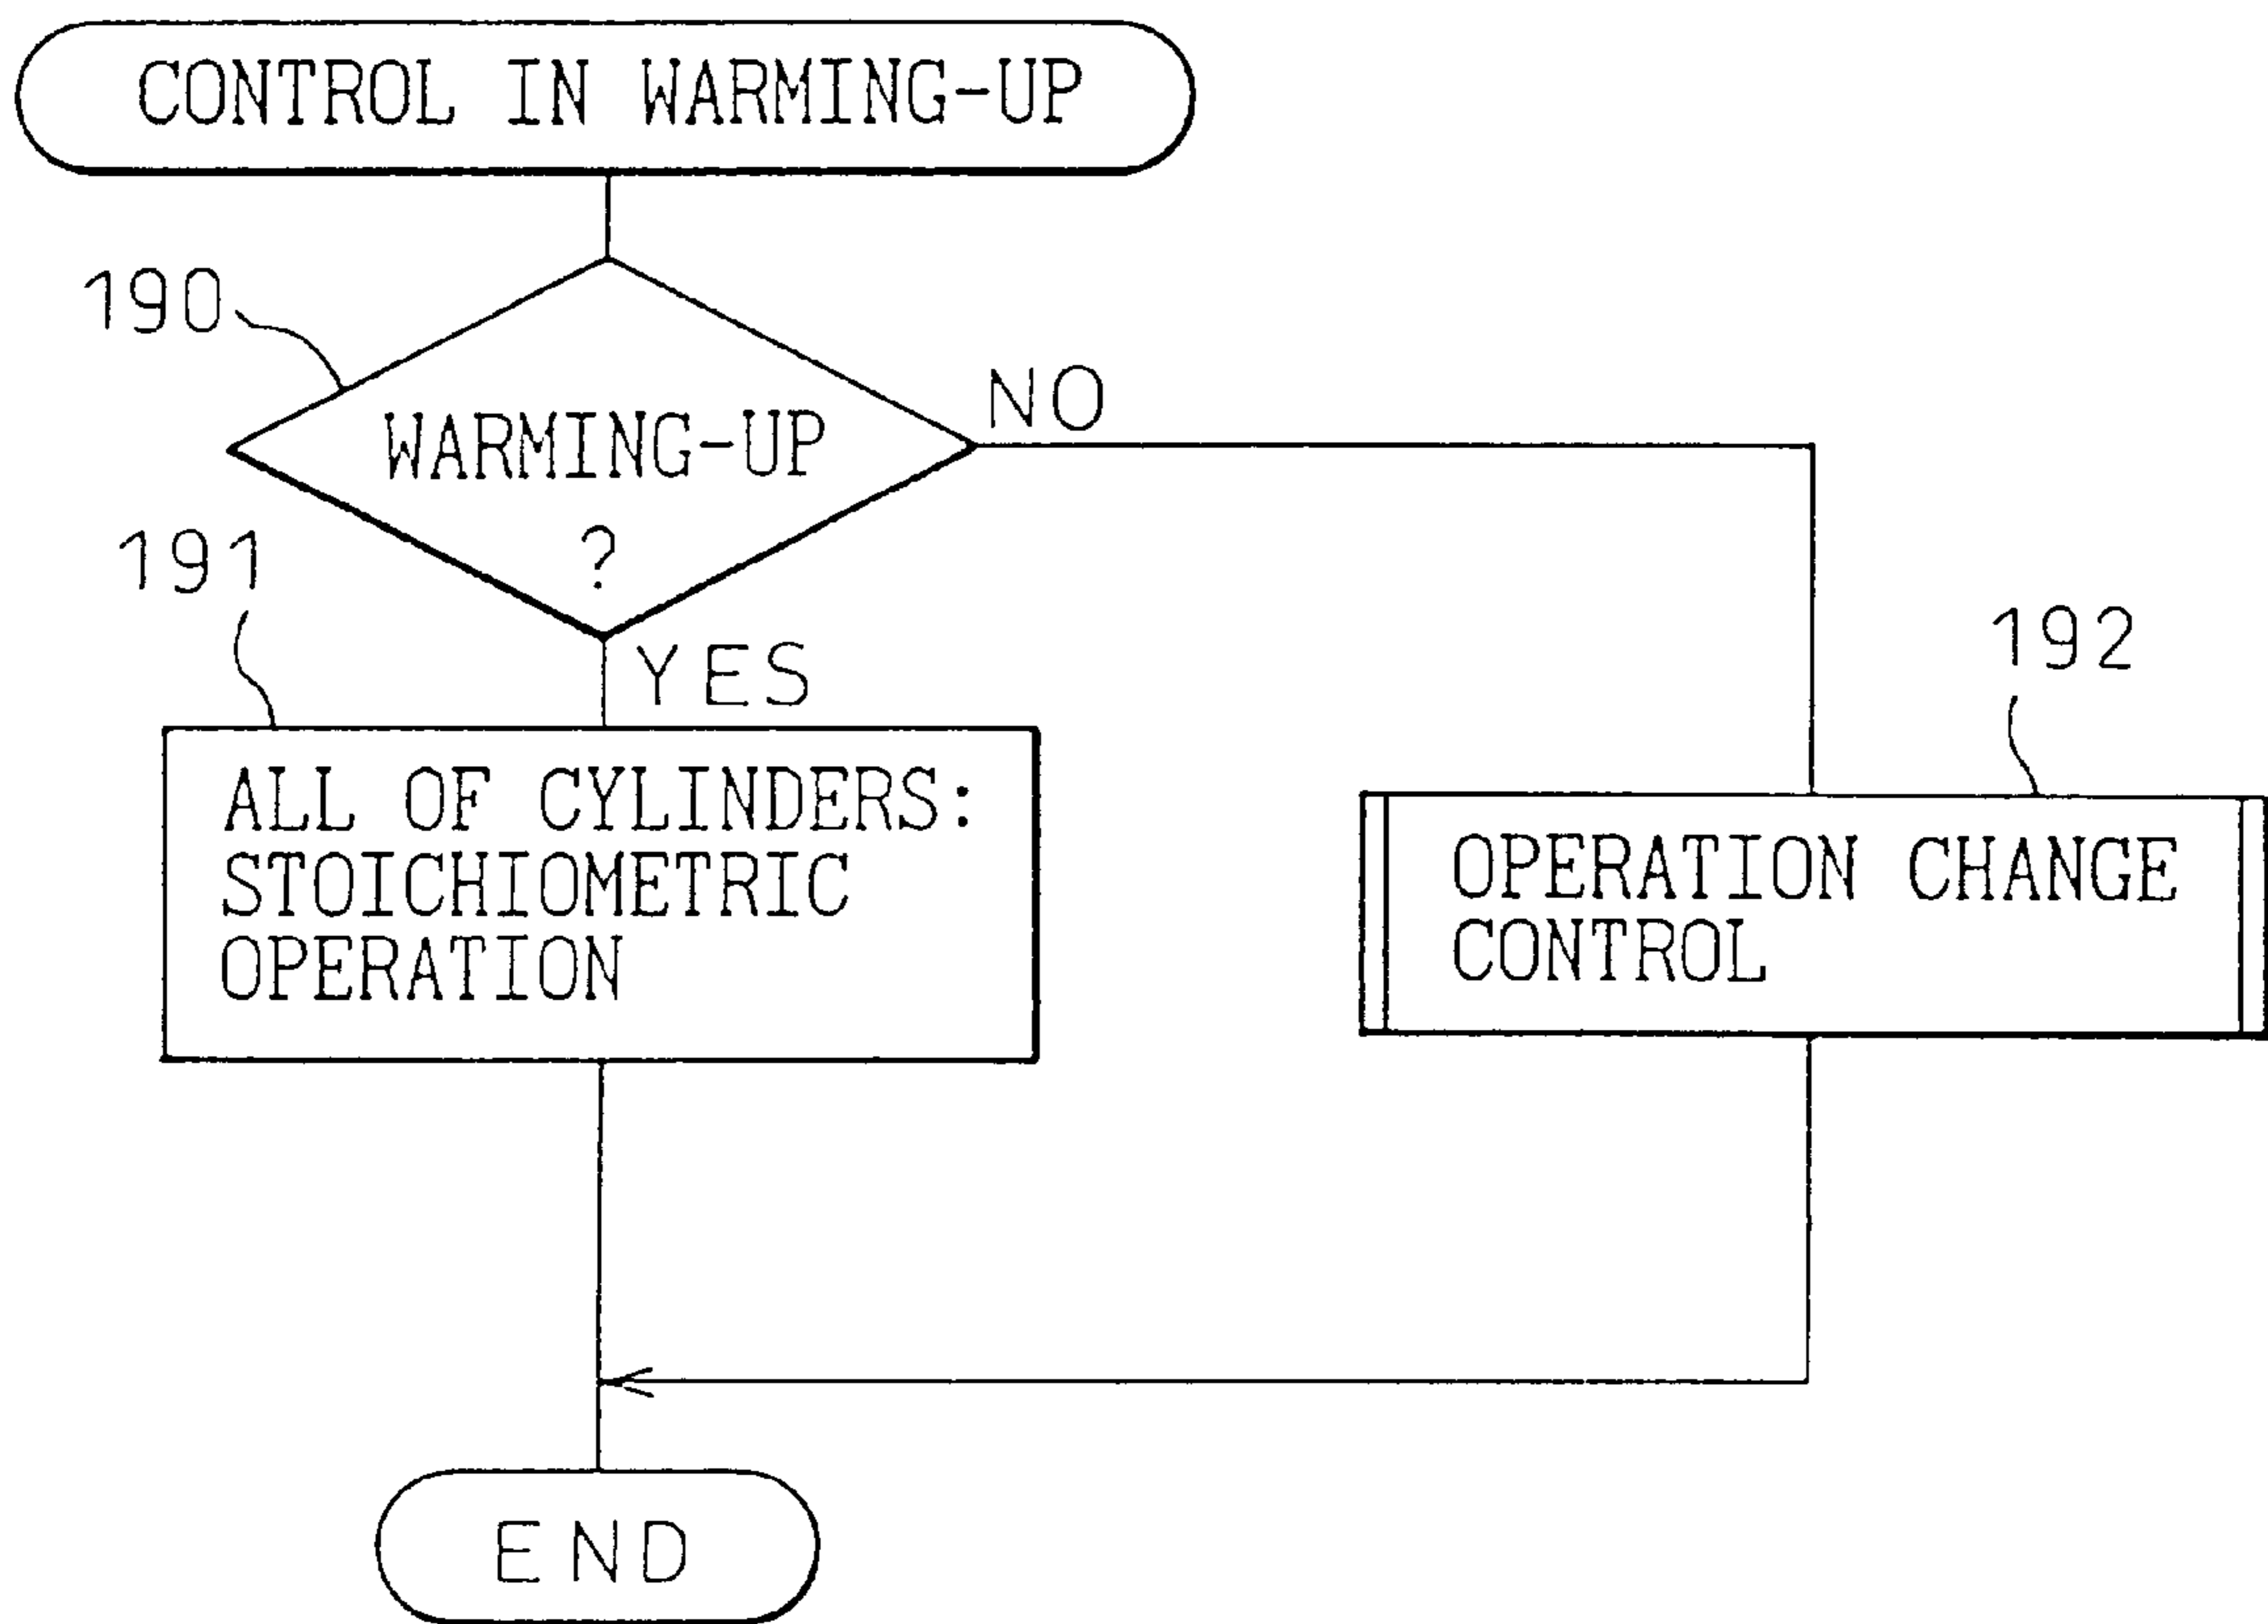 CONTROL IN WARMING-UP
190
NO
WARMING-UP
?
191
YES
192
ALL OF CYLINDERS:
STOICHIOMETRIC
OPERATION
OPERATION CHANGE
CONTROL
END